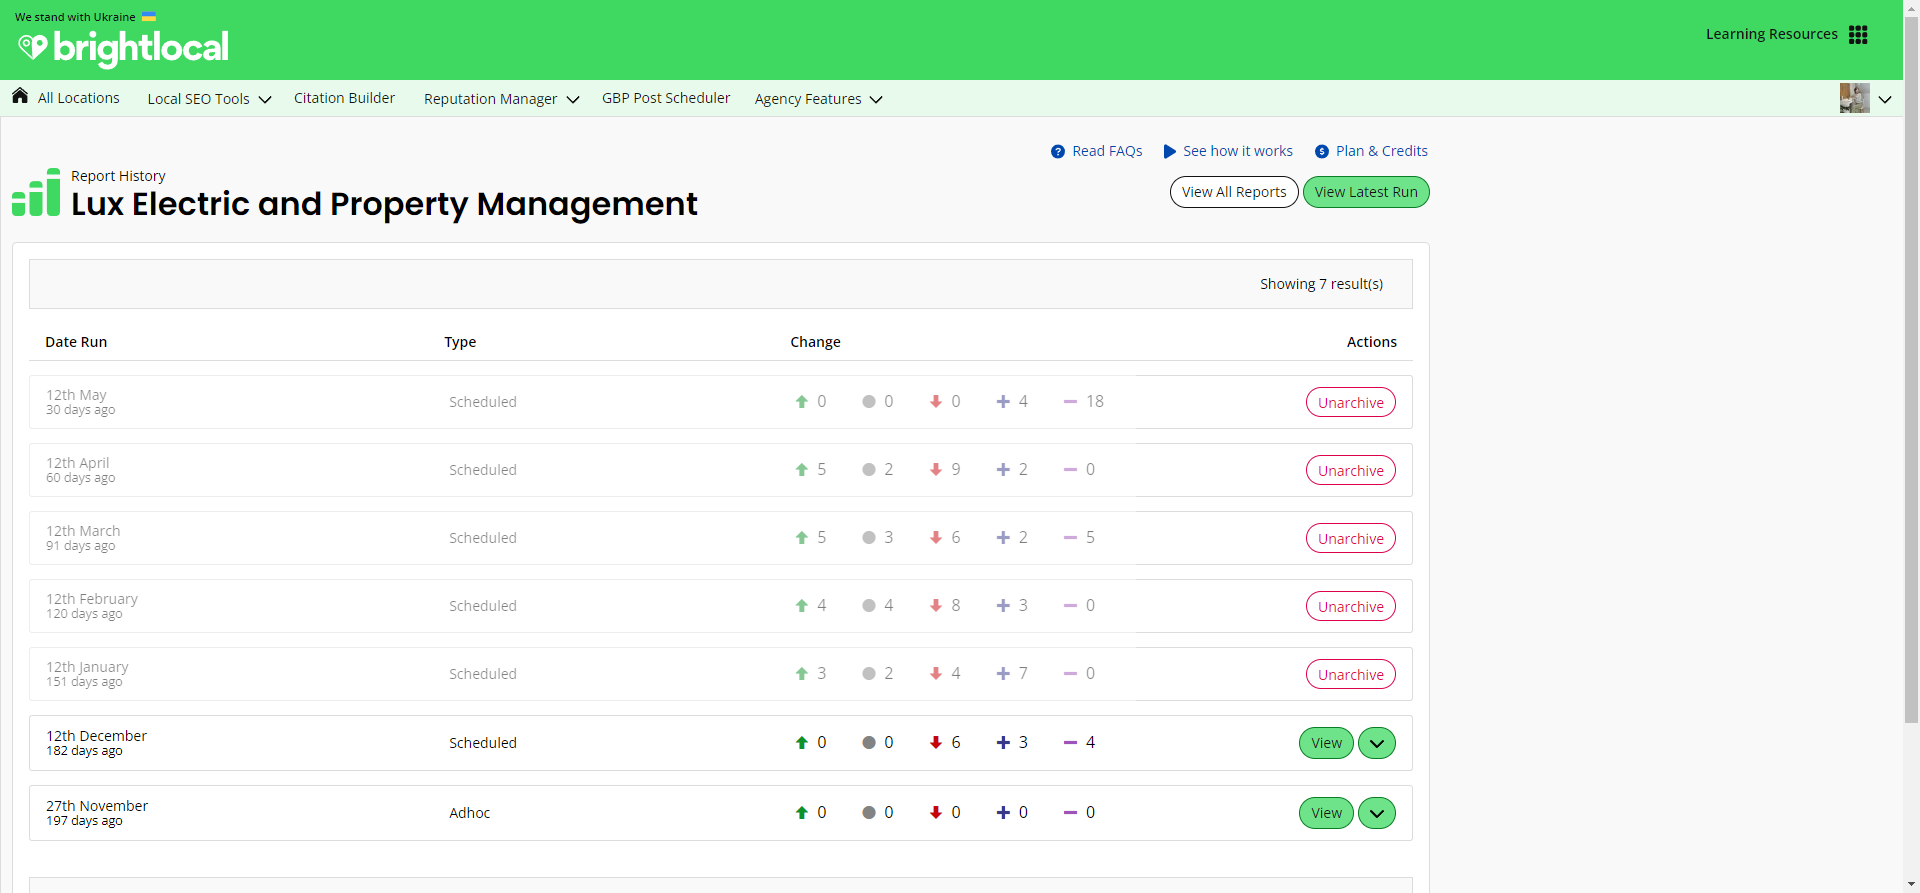 We stand with Ukraine
brightlocal
Learning Resources
All Locations
Local SEO Tools
Citation Builder
Reputation Manager
GBP Post Scheduler
Agency Features
Read FAQs
See how it works
Plan & Credits
Report History
Lux Electric and Property Management
View All Reports
View Latest Run
Showing 7 result(s)
Date Run Type Change Actions
12th May
30 days ago
Scheduled
0 0 0 4 18
Unarchive
12th April
60 days ago
Scheduled
5 2 9 2 0
Unarchive
12th March
91 days ago
Scheduled
5 3 6 2 5
Unarchive
12th February
120 days ago
Scheduled
4 4 8 3 0
Unarchive
12th January
151 days ago
Scheduled
3 2 4 7 0
Unarchive
12th December
182 days ago
Scheduled
0 0 6 3 4
View
27th November
197 days ago
Adhoc
0 0 0 0 0
View